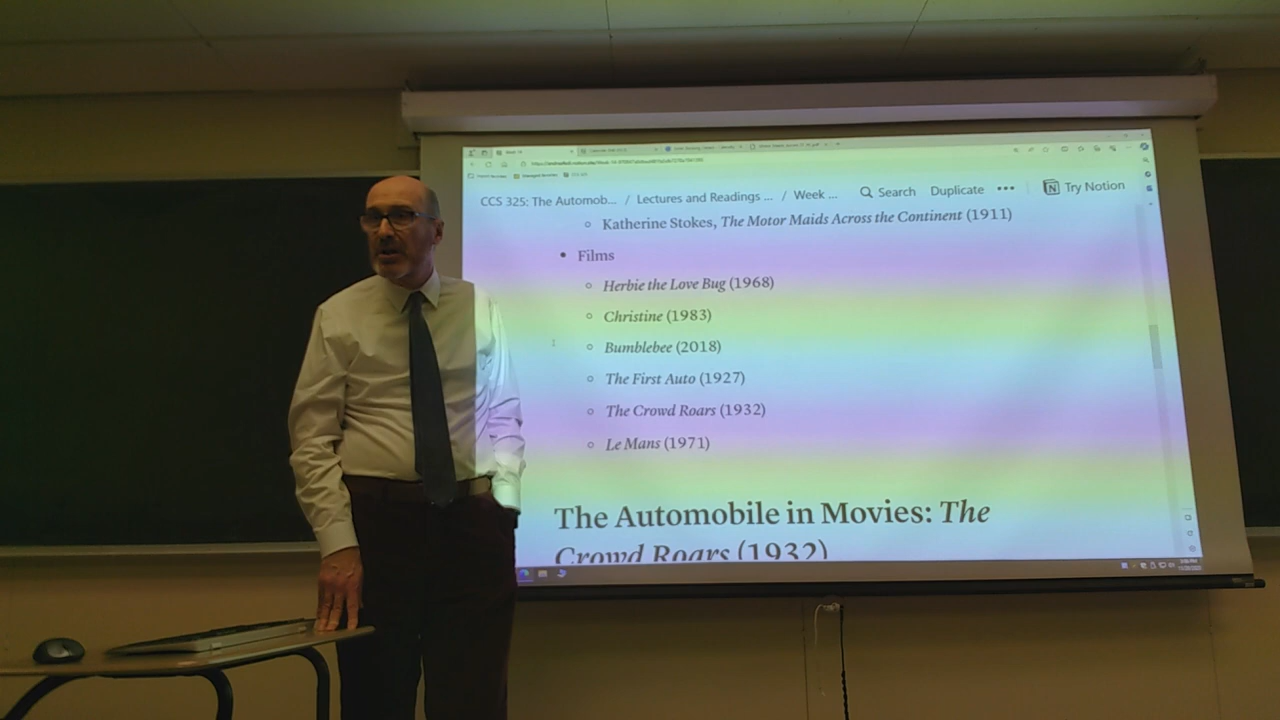 CCS 325: The Automob... / Lectures and Readings ... / Week ... Search Duplicate ••• Try Notion
Katherine Stokes, The Motor Maids Across the Continent (1911)
Films
Herbie the Love Bug (1968)
Christine (1983)
Bumblebee (2018)
The First Auto (1927)
The Crowd Roars (1932)
Le Mans (1971)
The Automobile in Movies: The
Crowd Roars (1932)